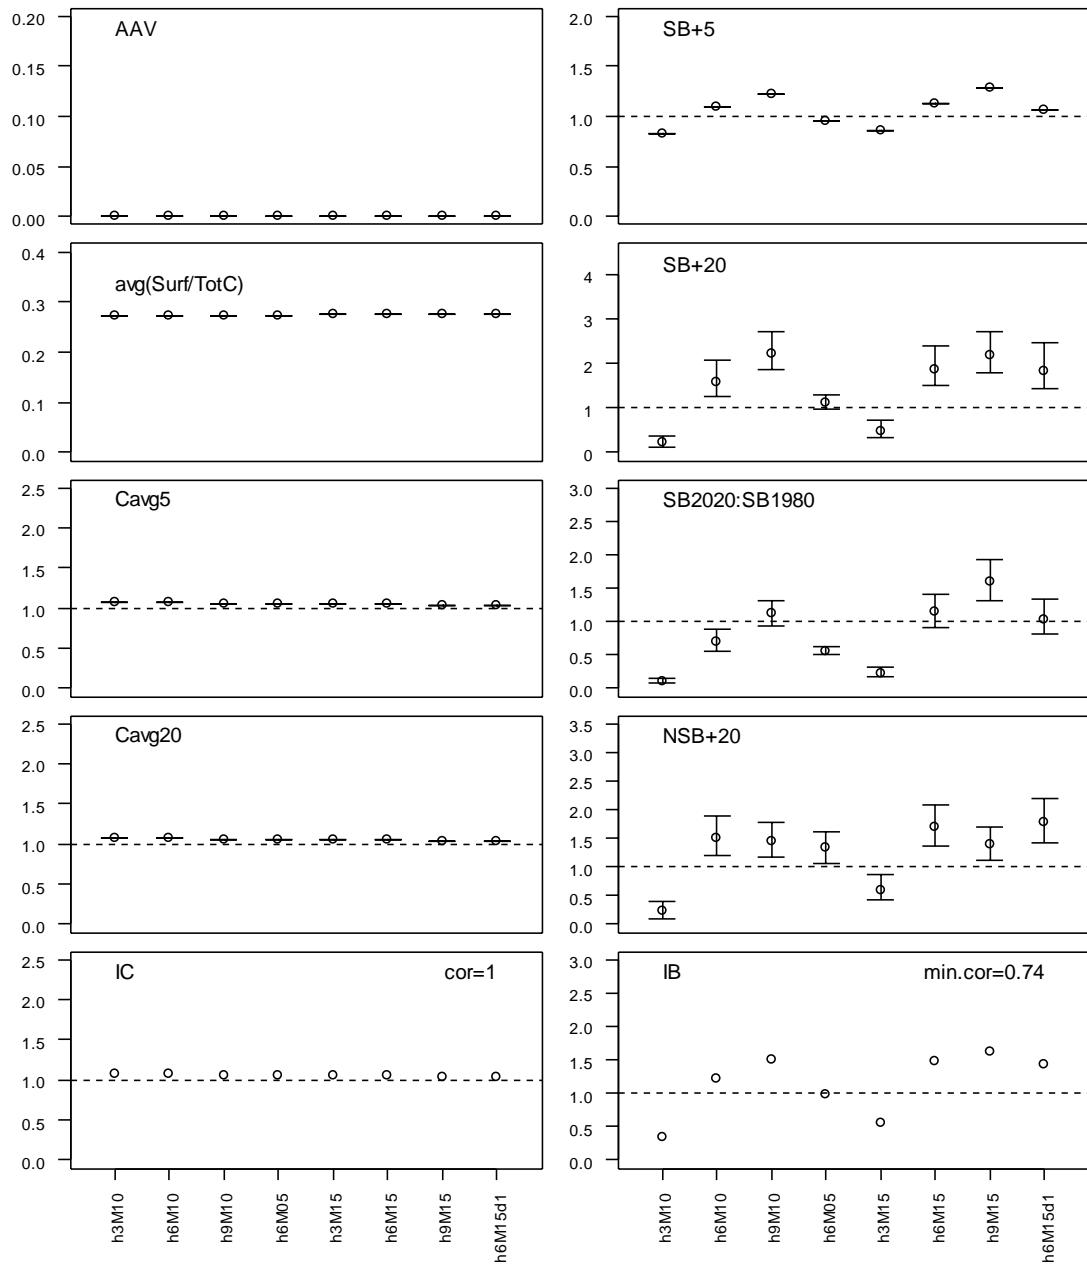 AAV
0.20
0.15
0.10
0.05
0.00
SB+5
2.0
1.5
1.0
0.5
0.0
avg(Surf/TotC)
0.4
0.3
0.2
0.1
0.0
SB+20
4
3
2
1
0
Cavg5
2.5
2.0
1.5
1.0
0.5
0.0
SB2020:SB1980
3.0
2.5
2.0
1.5
1.0
0.5
0.0
Cavg20
2.5
2.0
1.5
1.0
0.5
0.0
NSB+20
3.5
3.0
2.5
2.0
1.5
1.0
0.5
0.0
IC cor=1
2.5
2.0
1.5
1.0
0.5
0.0
h3M10
h6M10
h9M10
h6M05
h3M15
h6M15
h9M15
h6M15d1
IB min.cor=0.74
3.0
2.5
2.0
1.5
1.0
0.5
0.0
h3M10
h6M10
h9M10
h6M05
h3M15
h6M15
h9M15
h6M15d1